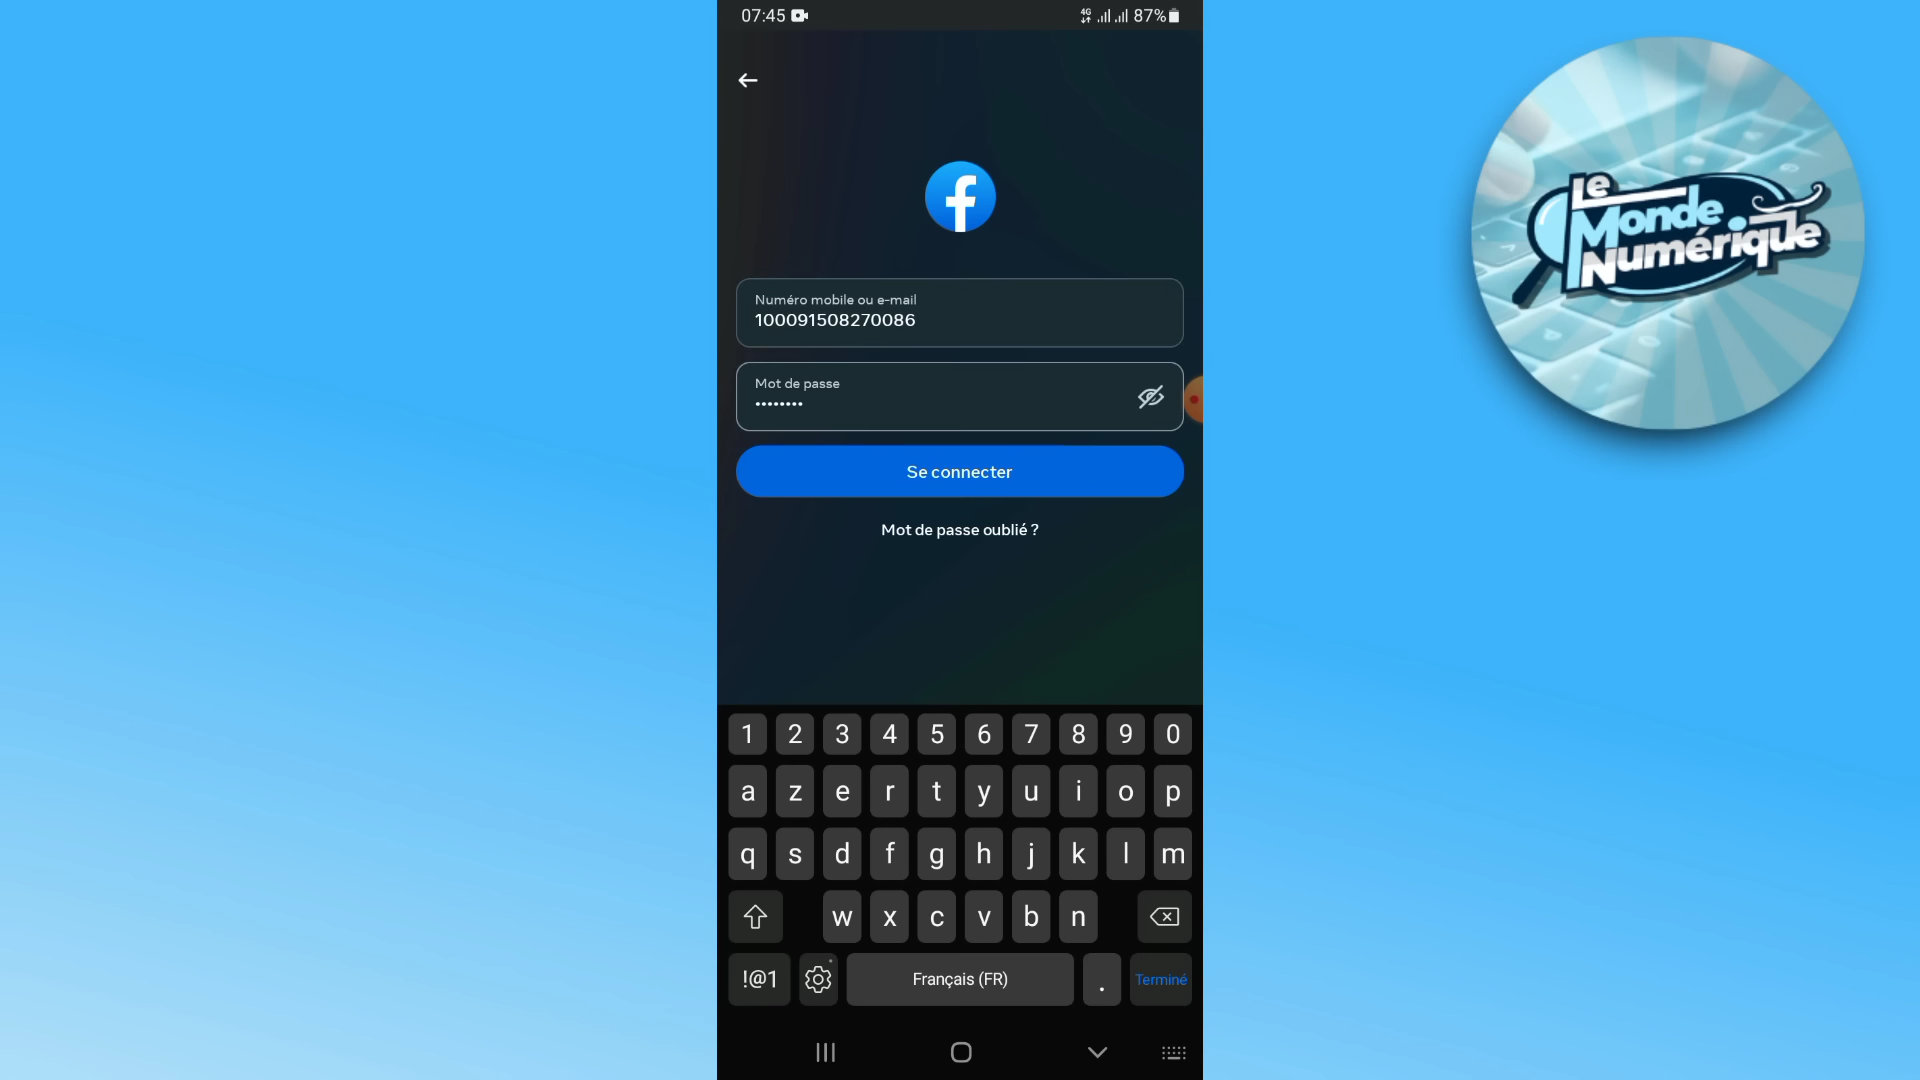 07:45
4G 87%
Le
Monde
Numérique
Numéro mobile ou e-mail
100091508270086
Mot de passe
••••••••
Se connecter
Mot de passe oublié ?
1 2 3 4 5 6 7 8 9 0
a z e r t y u i o p
q s d f g h j k l m
w x c v b n
!@1 Français (FR) . Terminé